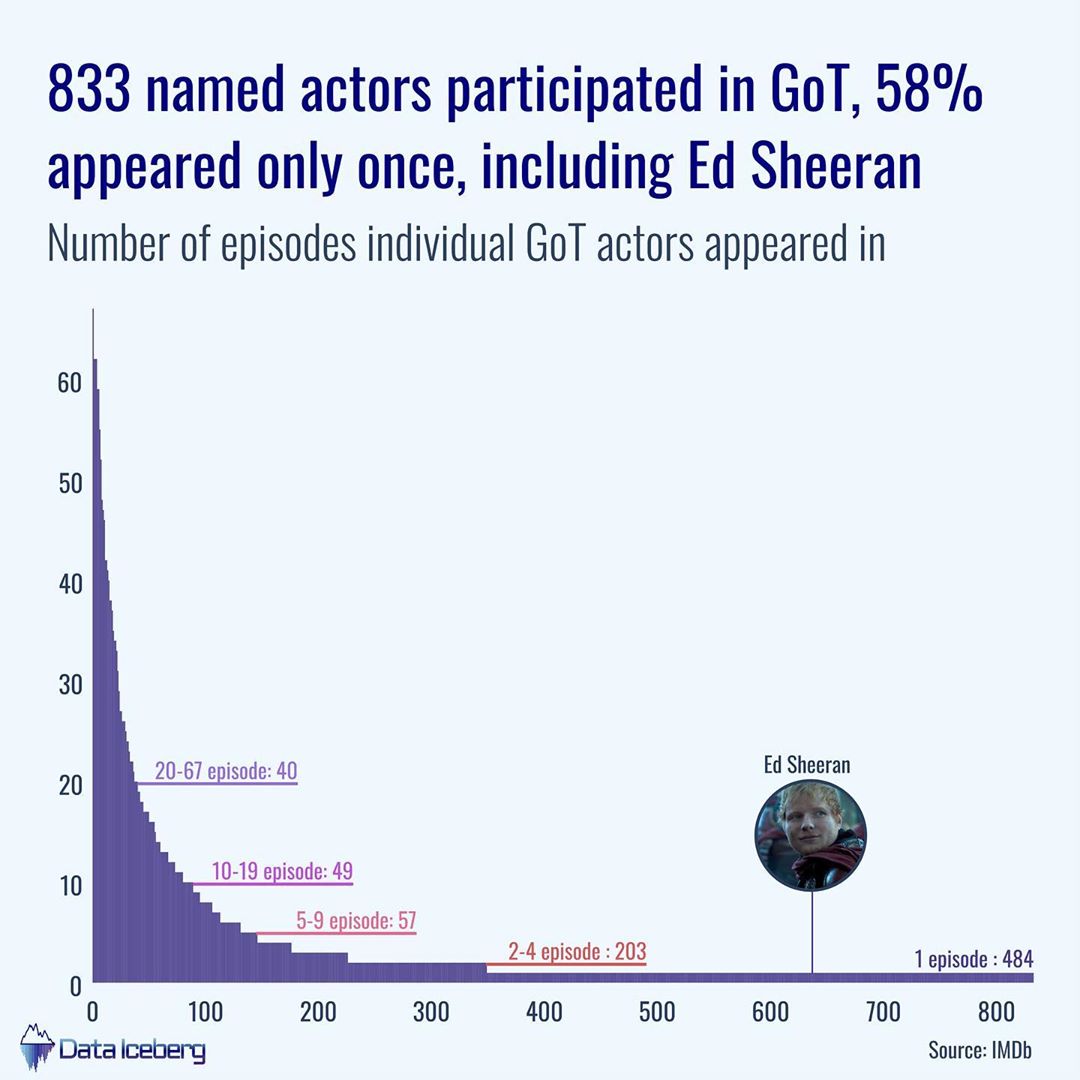 833 named actors participated in GoT, 58%
appeared only once, including Ed Sheeran
Number of episodes individual GoT actors appeared in
60
50
40
30
20
10
0
20-67 episode: 40
10-19 episode: 49
5-9 episode: 57
2-4 episode : 203
Ed Sheeran
1 episode : 484
0 100 200 300 400 500 600 700 800
Data Iceberg
Source: IMDb